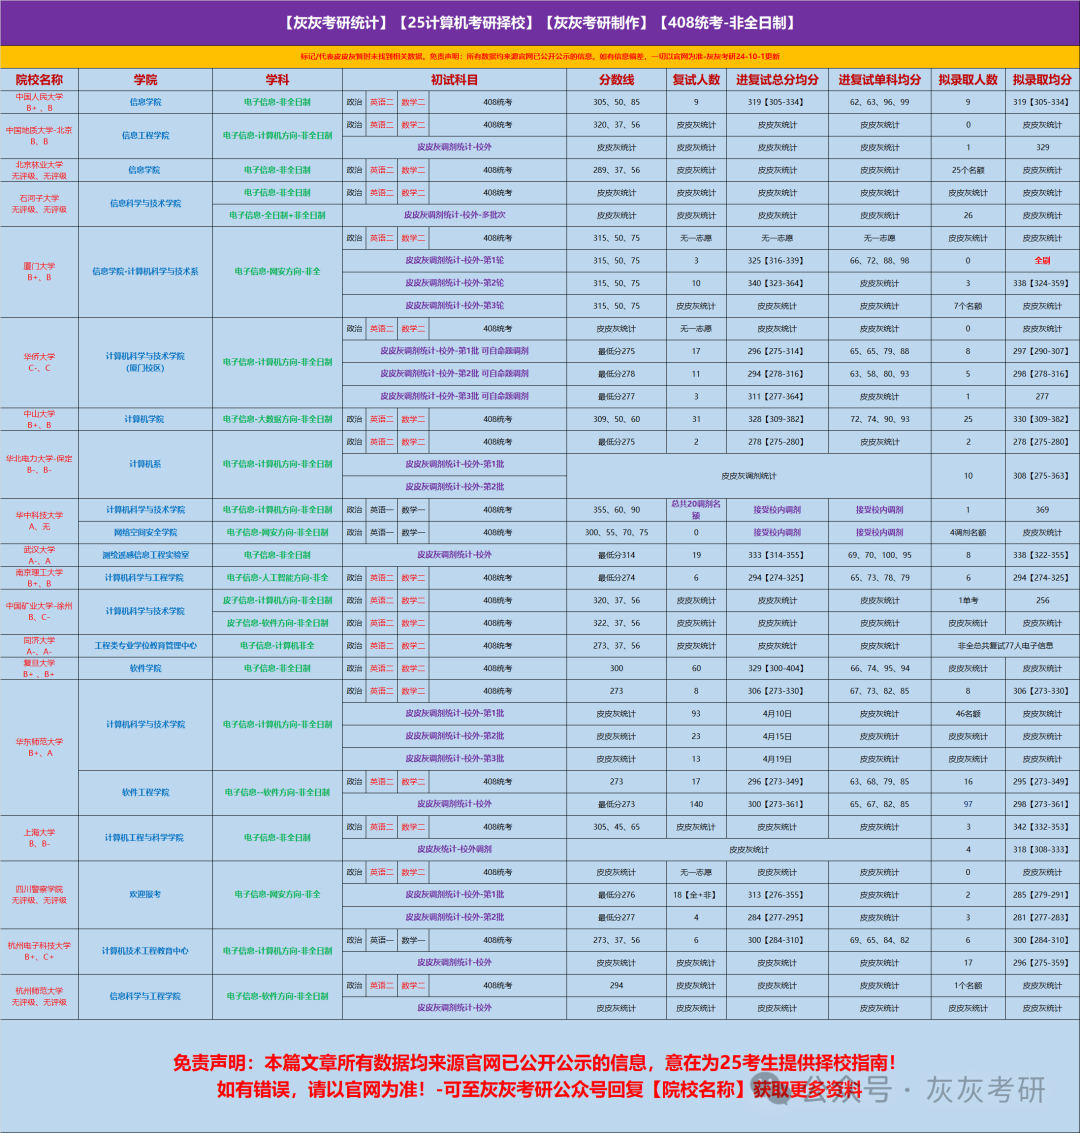 【灰灰考研统计】【25计算机考研择校】【灰灰考研制作】【408统考-非全日制】
标记/代表皮皮灰暂时未找到相关数据。免责声明：所有数据均来源官网已公开公示的信息。如有信息偏差，一切以官网为准-灰灰考研24-10-1更新
院校名称 学院 学科 初试科目 分数线 复试人数 进复试总分均分 进复试单科均分 拟录取人数 拟录取均分
中国人民大学
B+ 、B
信息学院 电子信息-非全日制 政治 英语二 数学二 408统考 305、50、85 9 319【305-334】 62、63、96、99 9 319【305-334】
中国地质大学-北京
B、B
信息工程学院 电子信息-计算机方向-非全日制 政治 英语二 数学二 408统考 320、37、56 皮皮灰统计 皮皮灰统计 皮皮灰统计 0 皮皮灰统计
皮皮灰调剂统计-校外 皮皮灰统计 皮皮灰统计 皮皮灰统计 皮皮灰统计 1 329
北京林业大学
无评级、无评级
信息学院 电子信息-非全日制 政治 英语二 数学二 408统考 289、37、56 皮皮灰统计 皮皮灰统计 皮皮灰统计 25个名额 皮皮灰统计
石河子大学
无评级、无评级
信息科学与技术学院 电子信息-非全日制 政治 英语二 数学二 408统考 皮皮灰统计 皮皮灰统计 皮皮灰统计 皮皮灰统计 皮皮灰统计 皮皮灰统计
电子信息-全日制+非全日制 皮皮灰调剂统计-校外-多批次 皮皮灰统计 皮皮灰统计 皮皮灰统计 皮皮灰统计 26 皮皮灰统计
厦门大学
B+、B
信息学院-计算机科学与技术系 电子信息-网安方向-非全 政治 英语二 数学二 408统考 315、50、75 无一志愿 无一志愿 无一志愿 皮皮灰统计 皮皮灰统计
皮皮灰调剂统计-校外-第1轮 315、50、75 3 325【316-339】 66、72、88、98 0 全刷
皮皮灰调剂统计-校外-第2轮 315、50、75 10 340【323-364】 皮皮灰统计 3 338【324-359】
皮皮灰调剂统计-校外-第3轮 315、50、75 皮皮灰统计 皮皮灰统计 皮皮灰统计 7个名额 皮皮灰统计
华侨大学
C-、C
计算机科学与技术学院
(厦门校区)
电子信息-计算机方向-非全日制 政治 英语二 数学二 408统考 皮皮灰统计 无一志愿 皮皮灰统计 皮皮灰统计 0 皮皮灰统计
皮皮灰调剂统计-校外-第1批 可自命题调剂 最低分275 17 296【275-314】 65、65、79、88 8 297【290-307】
皮皮灰调剂统计-校外-第2批 可自命题调剂 最低分278 11 294【278-316】 63、58、80、93 5 298【278-316】
皮皮灰调剂统计-校外-第3批 可自命题调剂 最低分277 3 311【277-364】 皮皮灰统计 1 277
中山大学
B+、B
计算机学院 电子信息-大数据方向-非全日制 政治 英语二 数学二 408统考 309、50、60 31 328【309-382】 72、74、90、93 25 330【309-382】
华北电力大学-保定
B-、B-
计算机系 电子信息-计算机方向-非全日制 政治 英语二 数学二 408统考 最低分275 2 278【275-280】 皮皮灰统计 2 278【275-280】
皮皮灰调剂统计-校外-第1批 皮皮灰调剂统计 10 308【275-363】
皮皮灰调剂统计-校外-第2批
华中科技大学
A、无
计算机科学与技术学院 电子信息-计算机方向-非全日制 政治 英语一 数学一 408统考 355、60、90 总共20调剂名额 接受校内调剂 接受校内调剂 1 369
网络空间安全学院 电子信息-网安方向-非全日制 政治 英语一 数学一 408统考 300、55、70、75 0 接受校内调剂 接受校内调剂 4调剂名额 皮皮灰统计
武汉大学
A-、A
测绘遥感信息工程实验室 电子信息-非全日制 皮皮灰调剂统计-校外 最低分314 19 333【314-355】 69、70、100、95 8 338【322-355】
南京理工大学
B+、B
计算机科学与工程学院 电子信息-人工智能方向-非全 政治 英语二 数学二 408统考 最低分274 6 294【274-325】 65、73、78、79 6 294【274-325】
中国矿业大学-徐州
B、C-
计算机科学与技术学院 皮子信息-计算机方向-非全日制 政治 英语二 数学二 408统考 320、37、56 皮皮灰统计 皮皮灰统计 皮皮灰统计 1单考 256
皮子信息-软件方向-非全日制 政治 英语二 数学二 408统考 322、37、56 皮皮灰统计 皮皮灰统计 皮皮灰统计 皮皮灰统计 皮皮灰统计
同济大学
A-、A-
工程类专业学位教育管理中心 电子信息-计算机非全 政治 英语二 数学二 408统考 273、37、56 皮皮灰统计 皮皮灰统计 皮皮灰统计 非全总共复试77人电子信息
复旦大学
B+ 、B+
软件学院 电子信息-非全日制 政治 英语二 数学二 408统考 300 60 329【300-404】 66、74、95、94 皮皮灰统计 皮皮灰统计
华东师范大学
B+、A
计算机科学与技术学院 电子信息-计算机方向-非全日制 政治 英语二 数学二 408统考 273 8 306【273-330】 67、73、82、85 8 306【273-330】
皮皮灰调剂统计-校外-第1批 皮皮灰统计 93 4月10日 皮皮灰统计 46名额 皮皮灰统计
皮皮灰调剂统计-校外-第2批 皮皮灰统计 23 4月15日 皮皮灰统计 皮皮灰统计 皮皮灰统计
皮皮灰调剂统计-校外-第3批 皮皮灰统计 13 4月19日 皮皮灰统计 皮皮灰统计 皮皮灰统计
软件工程学院 电子信息--软件方向-非全日制 政治 英语二 数学二 408统考 273 17 296【273-349】 63、68、79、85 16 295【273-349】
皮皮灰调剂统计-校外 最低分273 140 300【273-361】 65、67、82、85 97 298【273-361】
上海大学
B、B-
计算机工程与科学学院 电子信息-非全日制 政治 英语二 数学二 408统考 305、45、65 皮皮灰统计 皮皮灰统计 皮皮灰统计 3 342【332-353】
皮皮灰统计-校外调剂 皮皮灰统计 4 318【308-333】
四川警察学院
无评级、无评级
欢迎报考 电子信息-网安方向-非全 政治 英语二 数学二 408统考 皮皮灰统计 无一志愿 皮皮灰统计 皮皮灰统计 0 皮皮灰统计
皮皮灰调剂统计-校外-第1批 最低分276 18【全+非】 313【276-355】 皮皮灰统计 2 285【279-291】
皮皮灰调剂统计-校外-第2批 最低分277 4 284【277-295】 皮皮灰统计 3 281【277-283】
杭州电子科技大学
B+、C+
计算机技术工程教育中心 电子信息-计算机方向-非全日制 政治 英语一 数学一 408统考 273、37、56 6 300【284-310】 69、65、84、82 6 300【284-310】
皮皮灰调剂统计-校外 皮皮灰统计 皮皮灰统计 皮皮灰统计 皮皮灰统计 17 296【275-359】
杭州师范大学
无评级、无评级
信息科学与工程学院 电子信息-软件方向-非全日制 政治 英语二 数学二 408统考 294 皮皮灰统计 皮皮灰统计 皮皮灰统计 1个名额 皮皮灰统计
皮皮灰调剂统计-校外 皮皮灰统计 皮皮灰统计 皮皮灰统计 皮皮灰统计 皮皮灰统计 皮皮灰统计
免责声明：本篇文章所有数据均来源官网已公开公示的信息，意在为25考生提供择校指南！
如有错误，请以官网为准！-可至灰灰考研公众号回复【院校名称】获取更多资料
公众号 · 灰灰考研